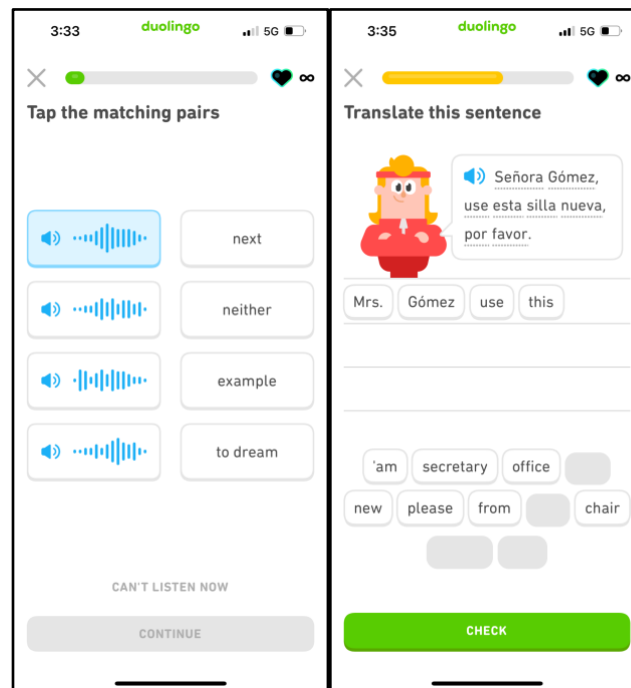 3:33 duolingo 5G
∞
Tap the matching pairs
next
neither
example
to dream
CAN'T LISTEN NOW
CONTINUE
3:35 duolingo 5G
∞
Translate this sentence
Señora Gómez,
use esta silla nueva,
por favor.
Mrs. Gómez use this
'am secretary office
new please from chair
CHECK